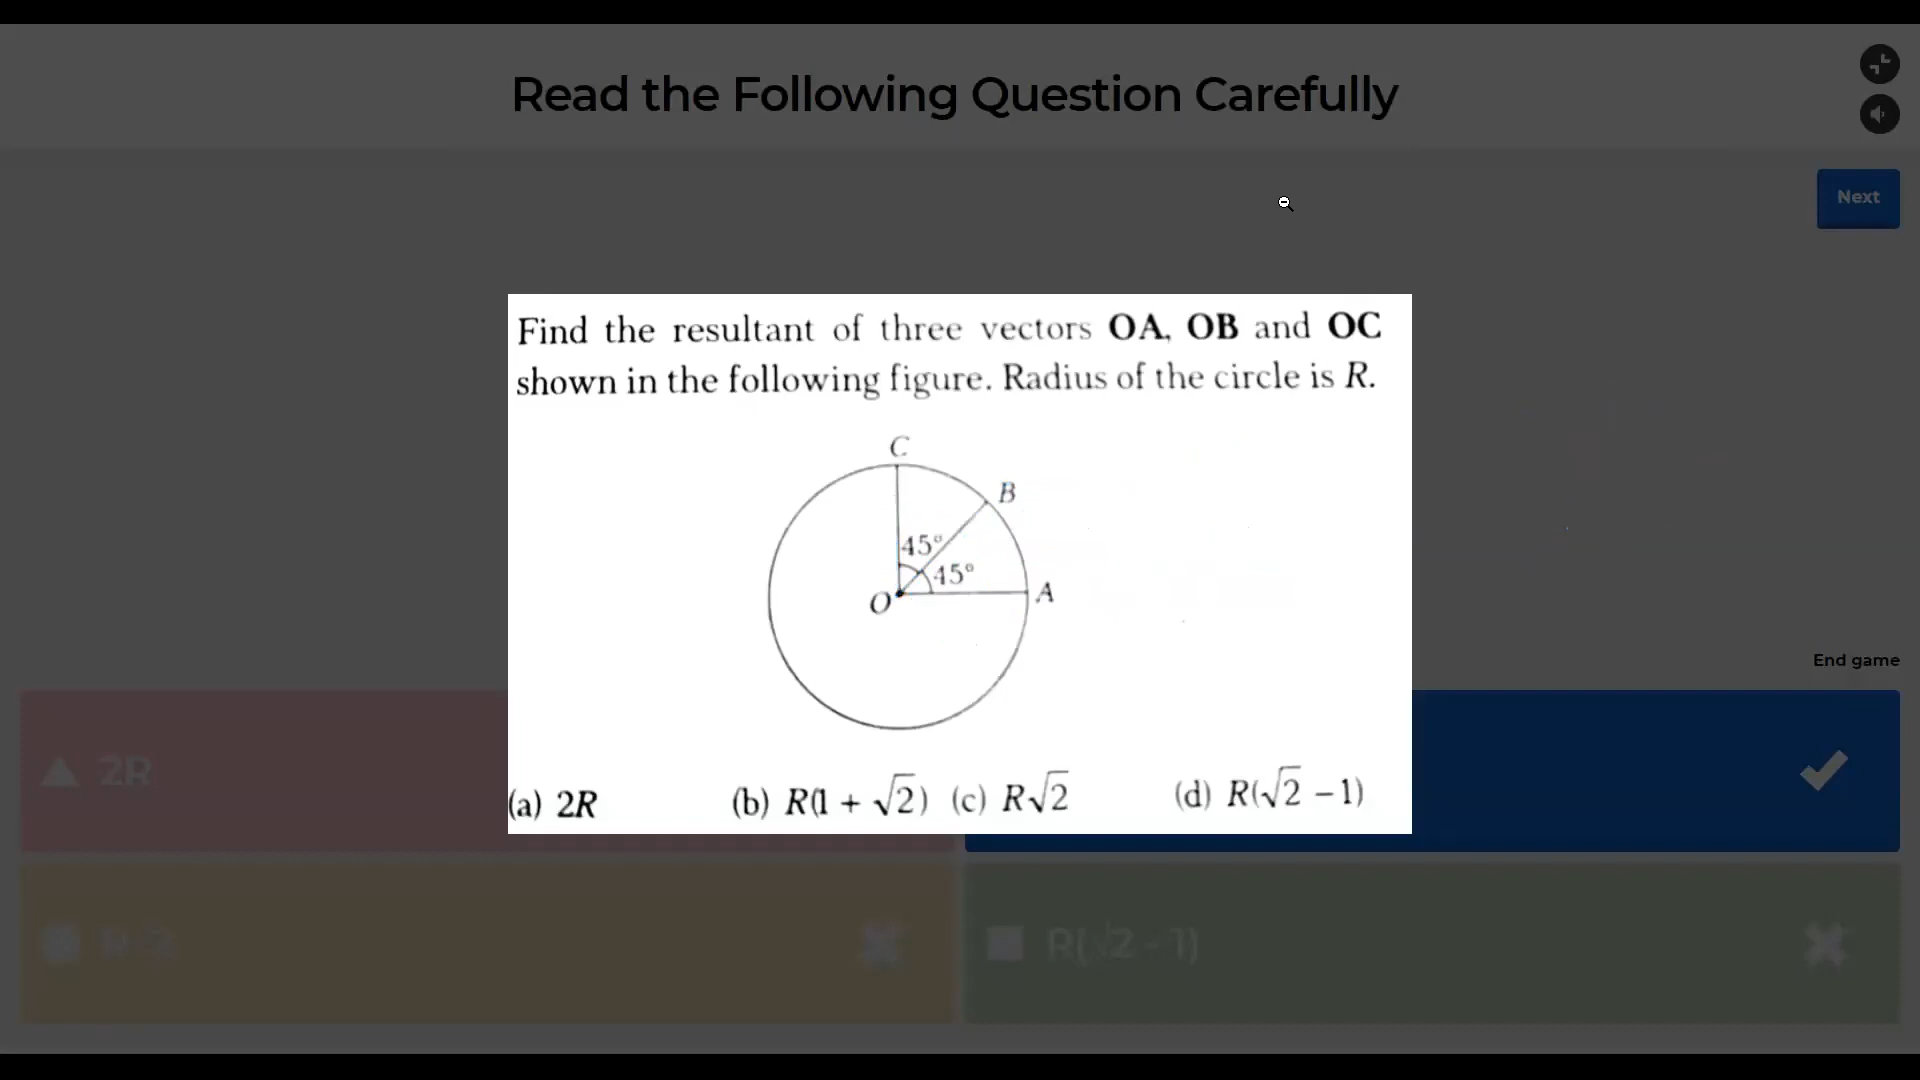 Read the Following Question Carefully
Next
Find the resultant of three vectors OA, OB and OC
shown in the following figure. Radius of the circle is R.
C
B
45°
45°
O
A
End game
2R
(a) 2R (b) R(1 + √2) (c) R√2 (d) R(√2 – 1)
R√2
R(√2 - 1)